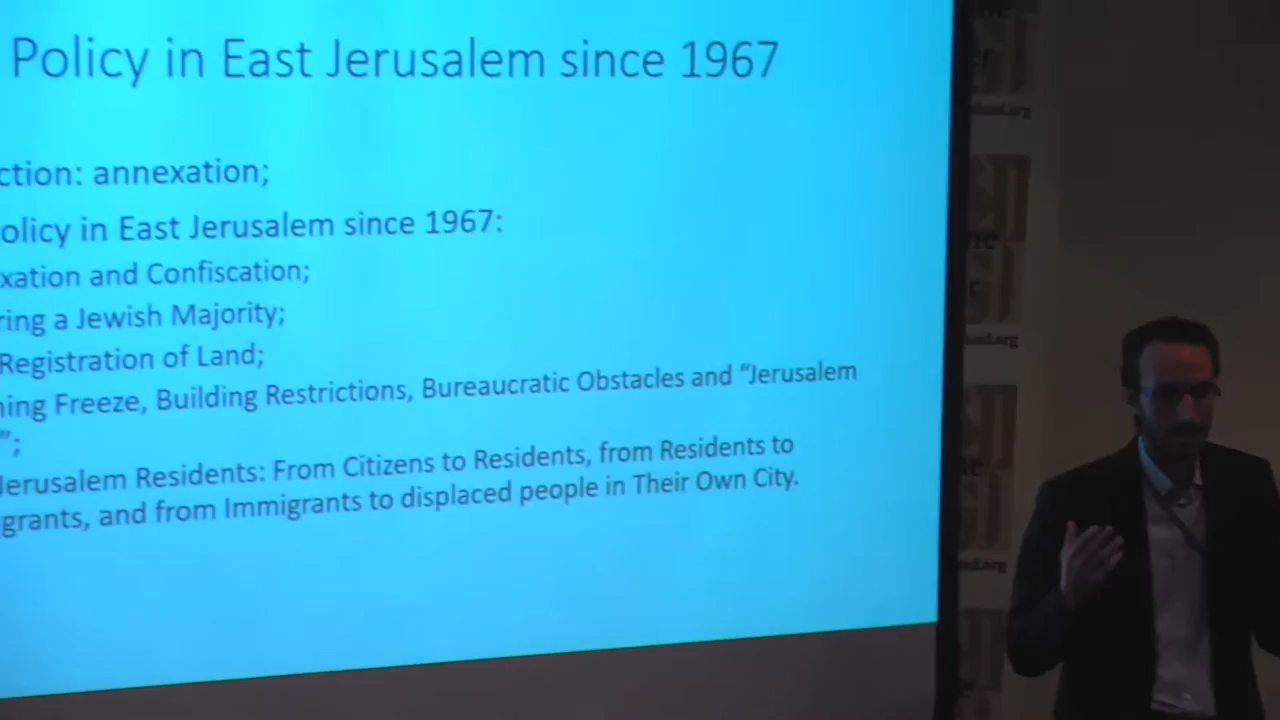 Policy in East Jerusalem since 1967
ction: annexation;
olicy in East Jerusalem since 1967:
xation and Confiscation;
ring a Jewish Majority;
Registration of Land;
ning Freeze, Building Restrictions, Bureaucratic Obstacles and “Jerusalem
”;
Jerusalem Residents: From Citizens to Residents, from Residents to
grants, and from Immigrants to displaced people in Their Own City.